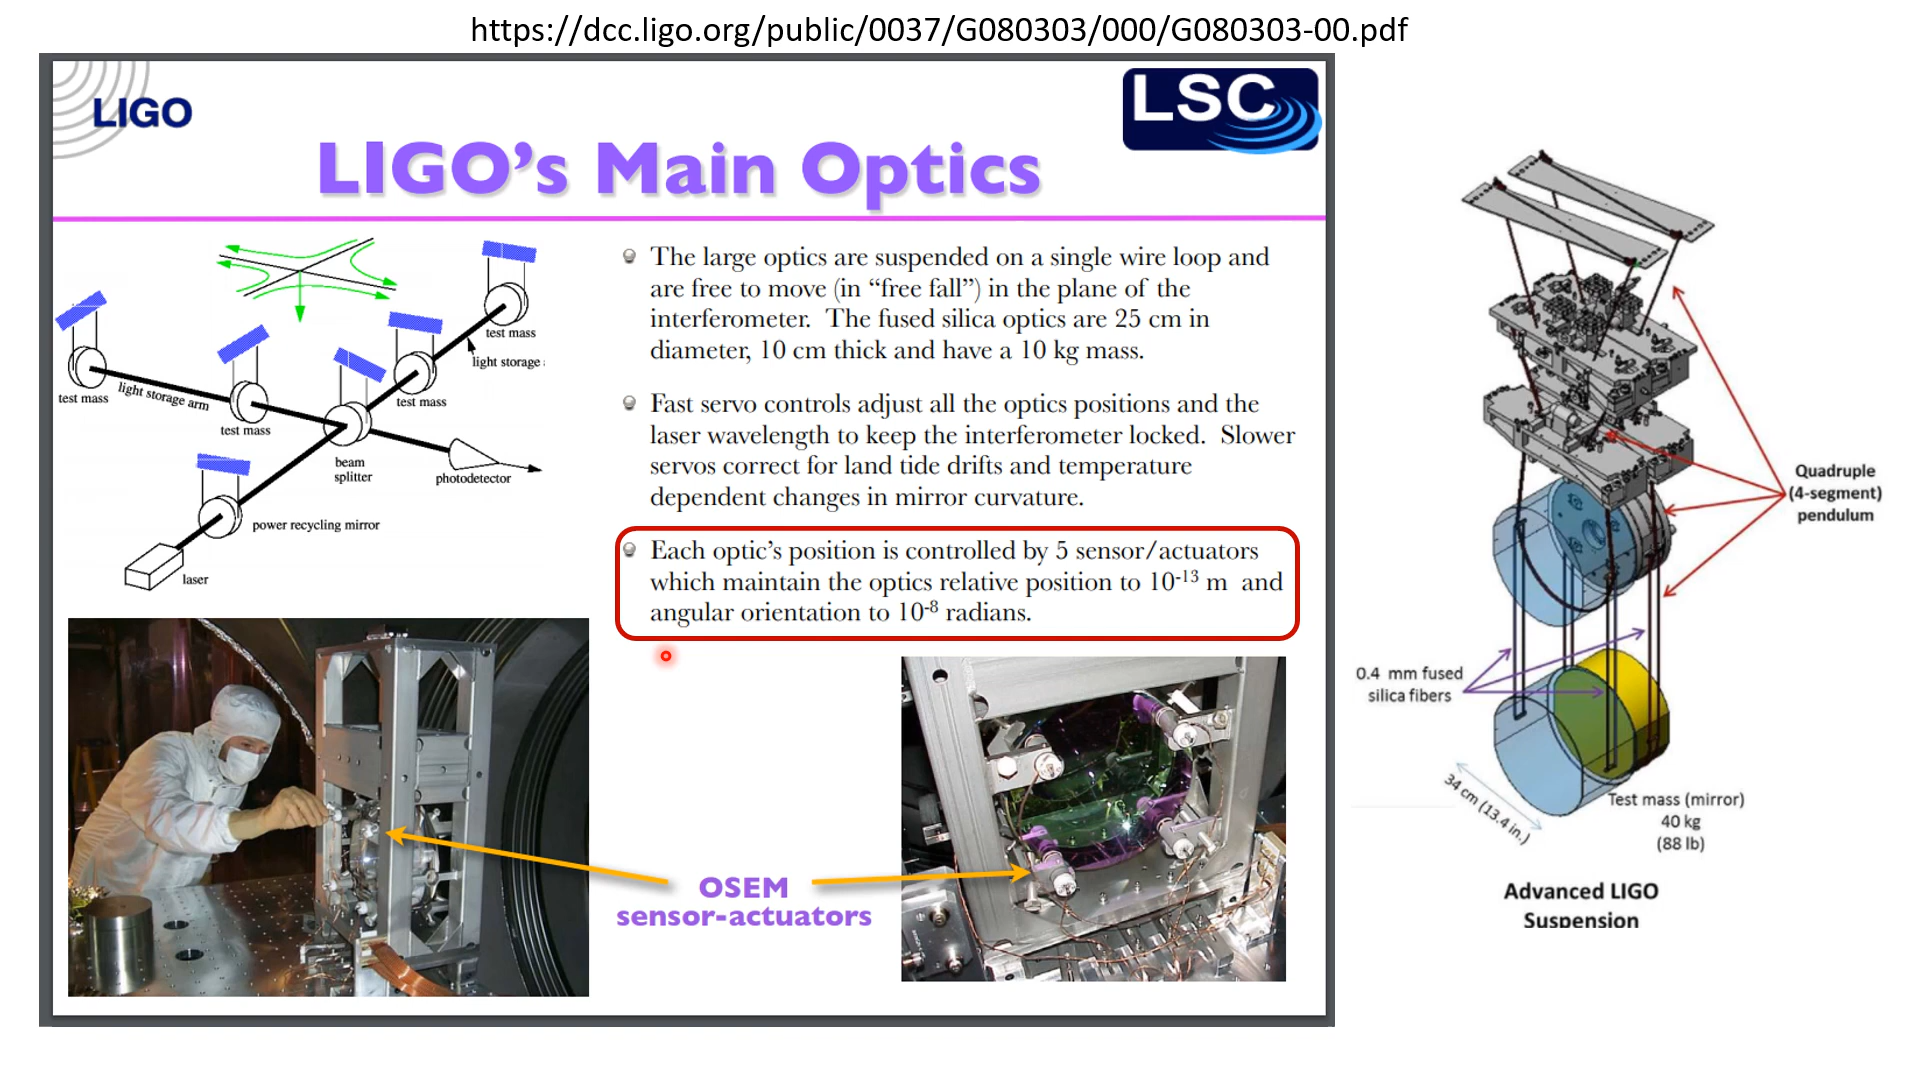 https://dcc.ligo.org/public/0037/G080303/000/G080303-00.pdf
LIGO
LSC
LIGO's Main Optics
The large optics are suspended on a single wire loop and
are free to move (in “free fall”) in the plane of the
interferometer. The fused silica optics are 25 cm in
diameter, 10 cm thick and have a 10 kg mass.
Fast servo controls adjust all the optics positions and the
laser wavelength to keep the interferometer locked. Slower
servos correct for land tide drifts and temperature
dependent changes in mirror curvature.
Each optic's position is controlled by 5 sensor/actuators
which maintain the optics relative position to 10⁻¹³ m and
angular orientation to 10⁻⁸ radians.
test mass
light storage
test mass
light storage arm
test mass
test mass
beam
splitter
photodetector
power recycling mirror
laser
OSEM
sensor-actuators
Quadruple
(4-segment)
pendulum
0.4 mm fused
silica fibers
34 cm (13.4 in.)
Test mass (mirror)
40 kg
(88 lb)
Advanced LIGO
Suspension